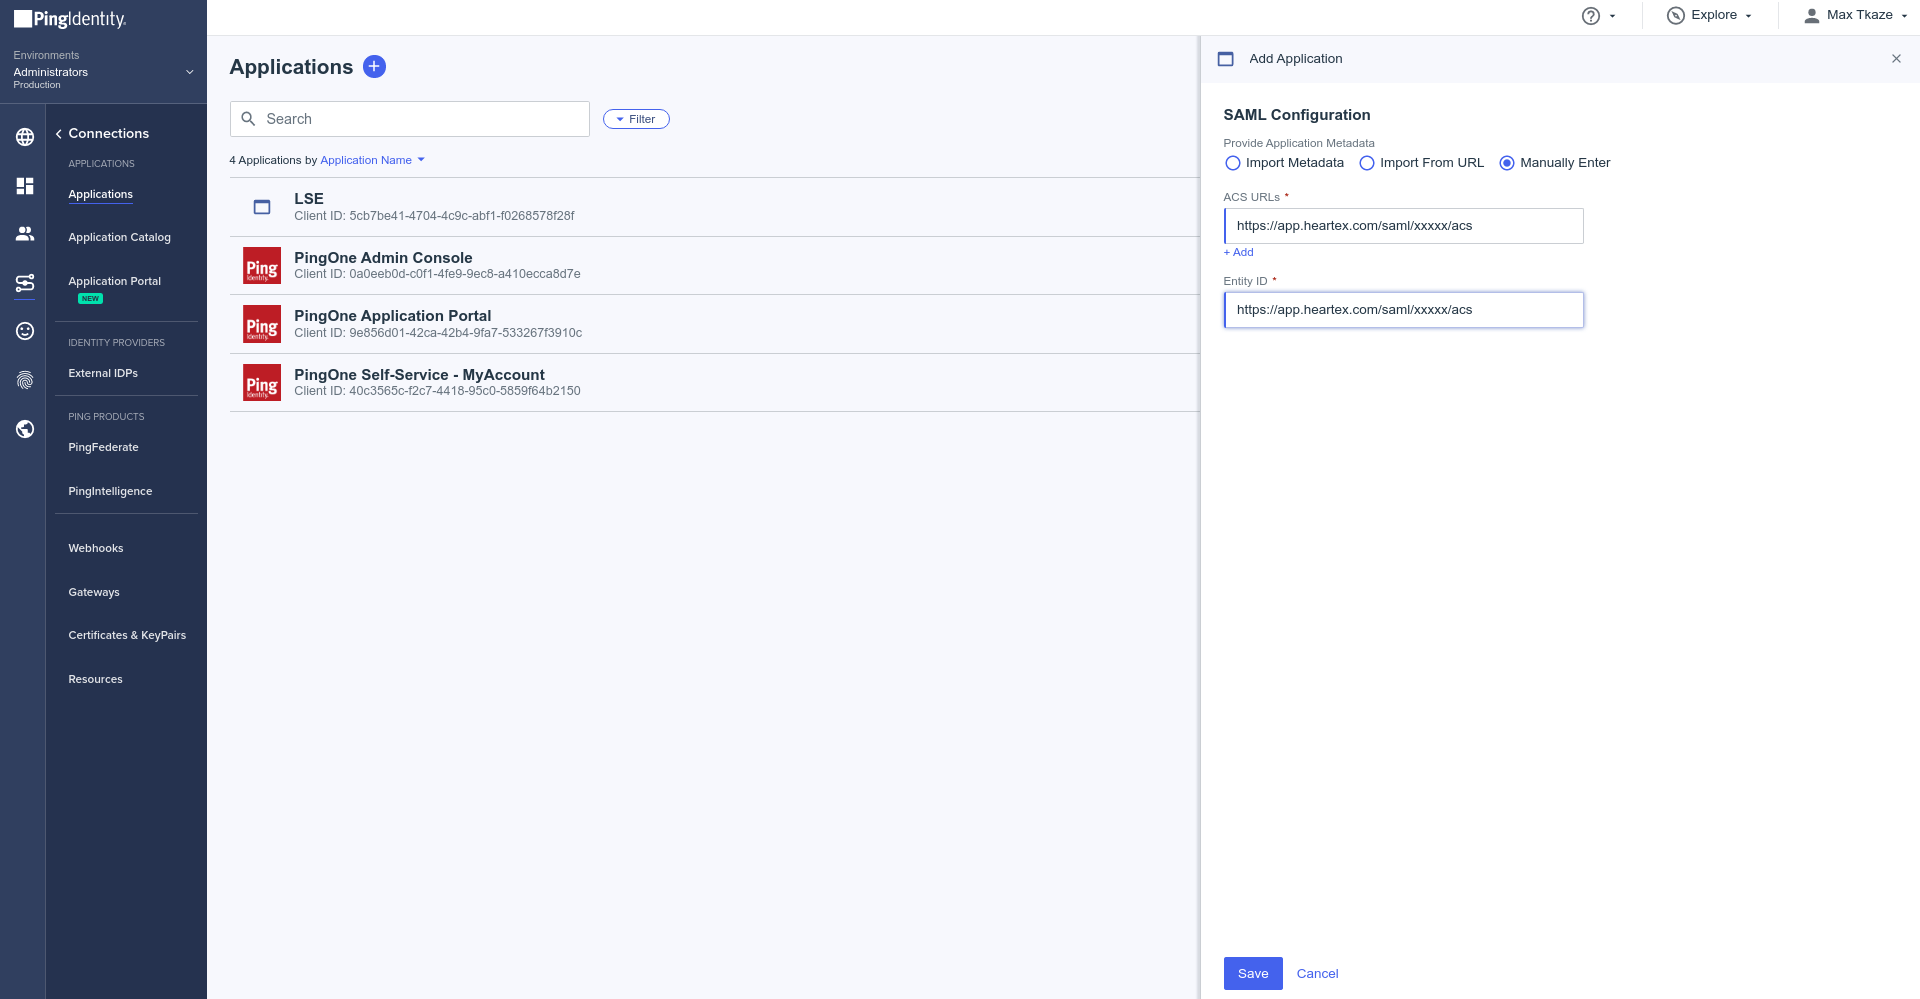 PingIdentity.
Environments
Administrators
Production
Explore
Max Tkaze
Connections
APPLICATIONS
Applications
Application Catalog
Application Portal
NEW
IDENTITY PROVIDERS
External IDPs
PING PRODUCTS
PingFederate
PingIntelligence
Webhooks
Gateways
Certificates & KeyPairs
Resources
Applications
Search
Filter
4 Applications by Application Name
LSE
Client ID: 5cb7be41-4704-4c9c-abf1-f0268578f28f
Ping
Identity.
PingOne Admin Console
Client ID: 0a0eeb0d-c0f1-4fe9-9ec8-a410ecca8d7e
Ping
Identity.
PingOne Application Portal
Client ID: 9e856d01-42ca-42b4-9fa7-533267f3910c
Ping
Identity.
PingOne Self-Service - MyAccount
Client ID: 40c3565c-f2c7-4418-95c0-5859f64b2150
Add Application
SAML Configuration
Provide Application Metadata
Import Metadata Import From URL Manually Enter
ACS URLs *
https://app.heartex.com/saml/xxxxx/acs
+ Add
Entity ID *
https://app.heartex.com/saml/xxxxx/acs
Save Cancel